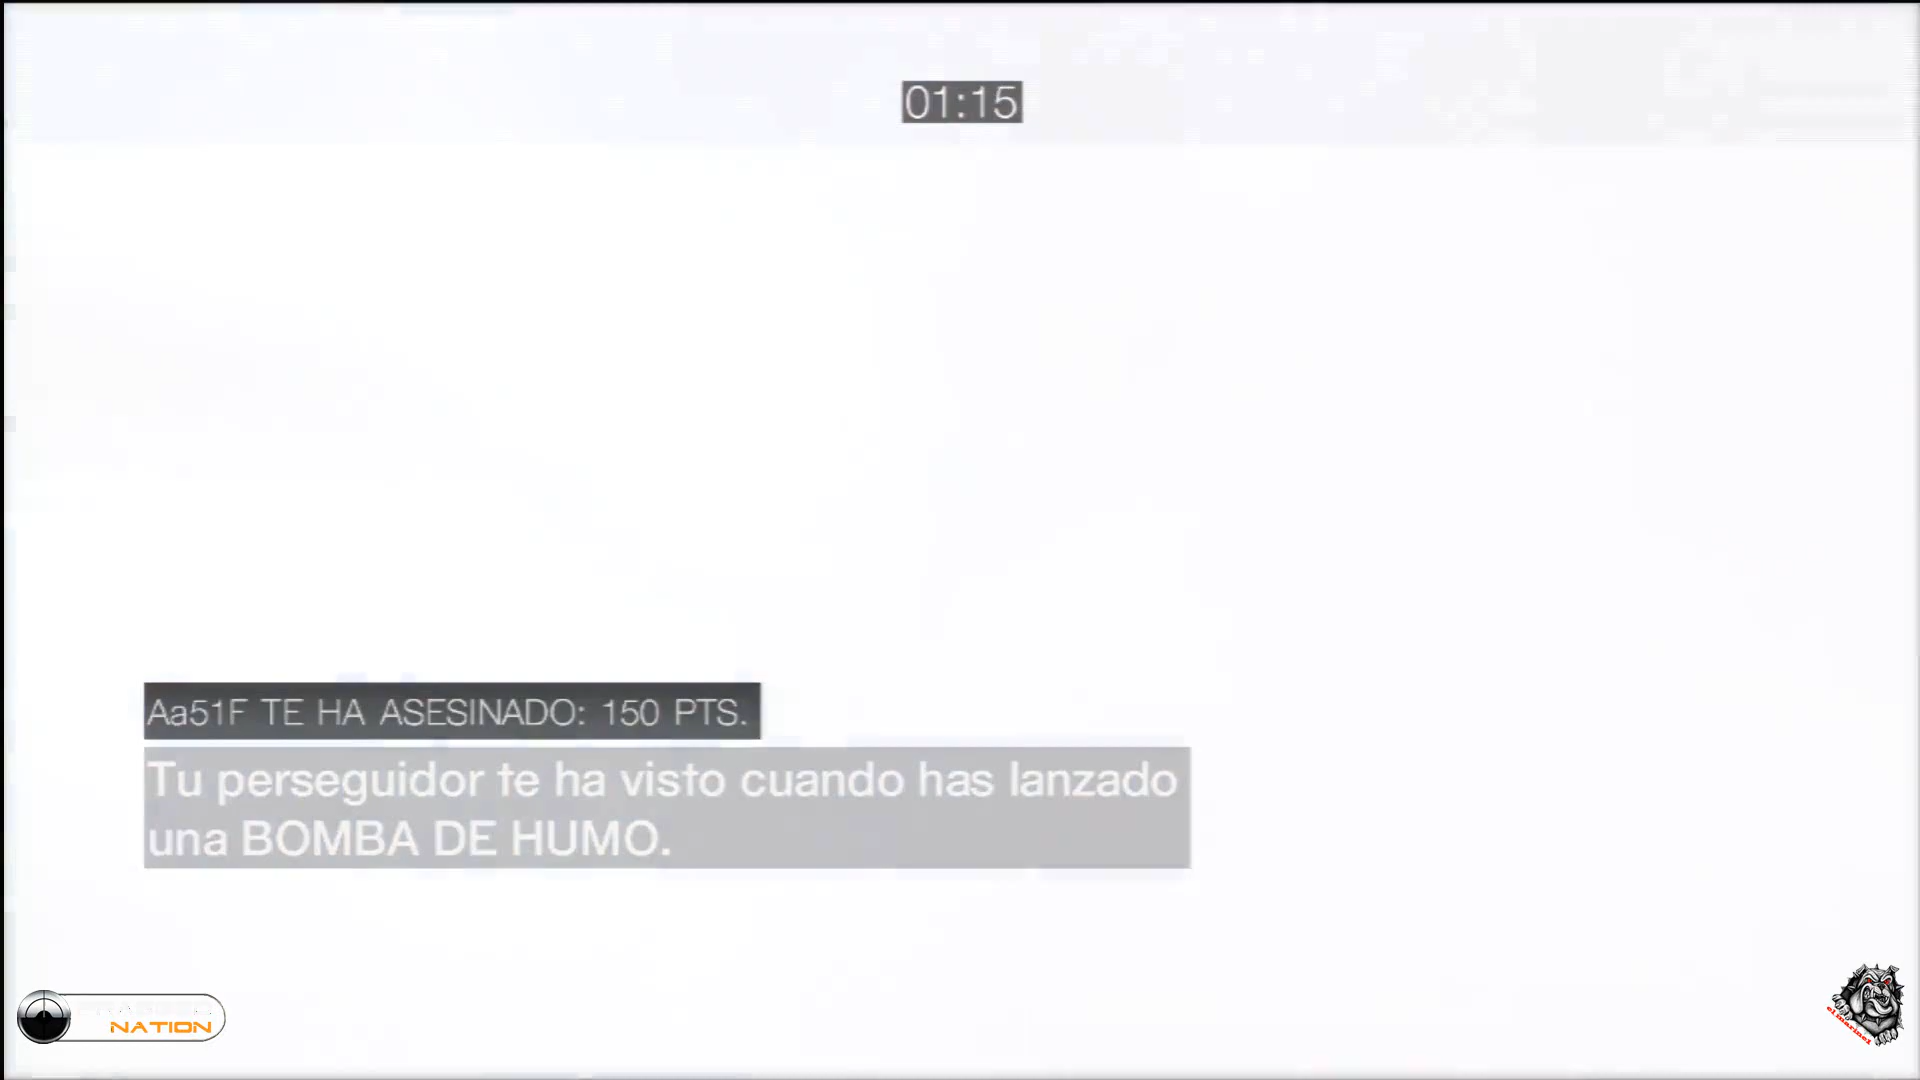 01:15
Aa51F TE HA ASESINADO: 150 PTS.
Tu perseguidor te ha visto cuando has lanzado
una BOMBA DE HUMO.
NATION